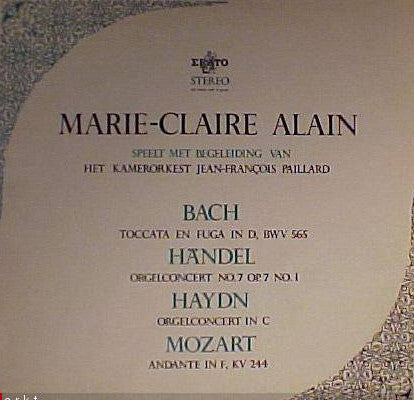 ERATO
STEREO
MARIE-CLAIRE ALAIN
SPEELT MET BEGELEIDING VAN
HET KAMERORKEST JEAN-FRANÇOIS PAILLARD
BACH
TOCCATA EN FUGA IN D, BWV 565
HÄNDEL
ORGELCONCERT NO. 7 OP. 7 NO. 1
HAYDN
ORGELCONCERT IN C
MOZART
ANDANTE IN F, KV 244